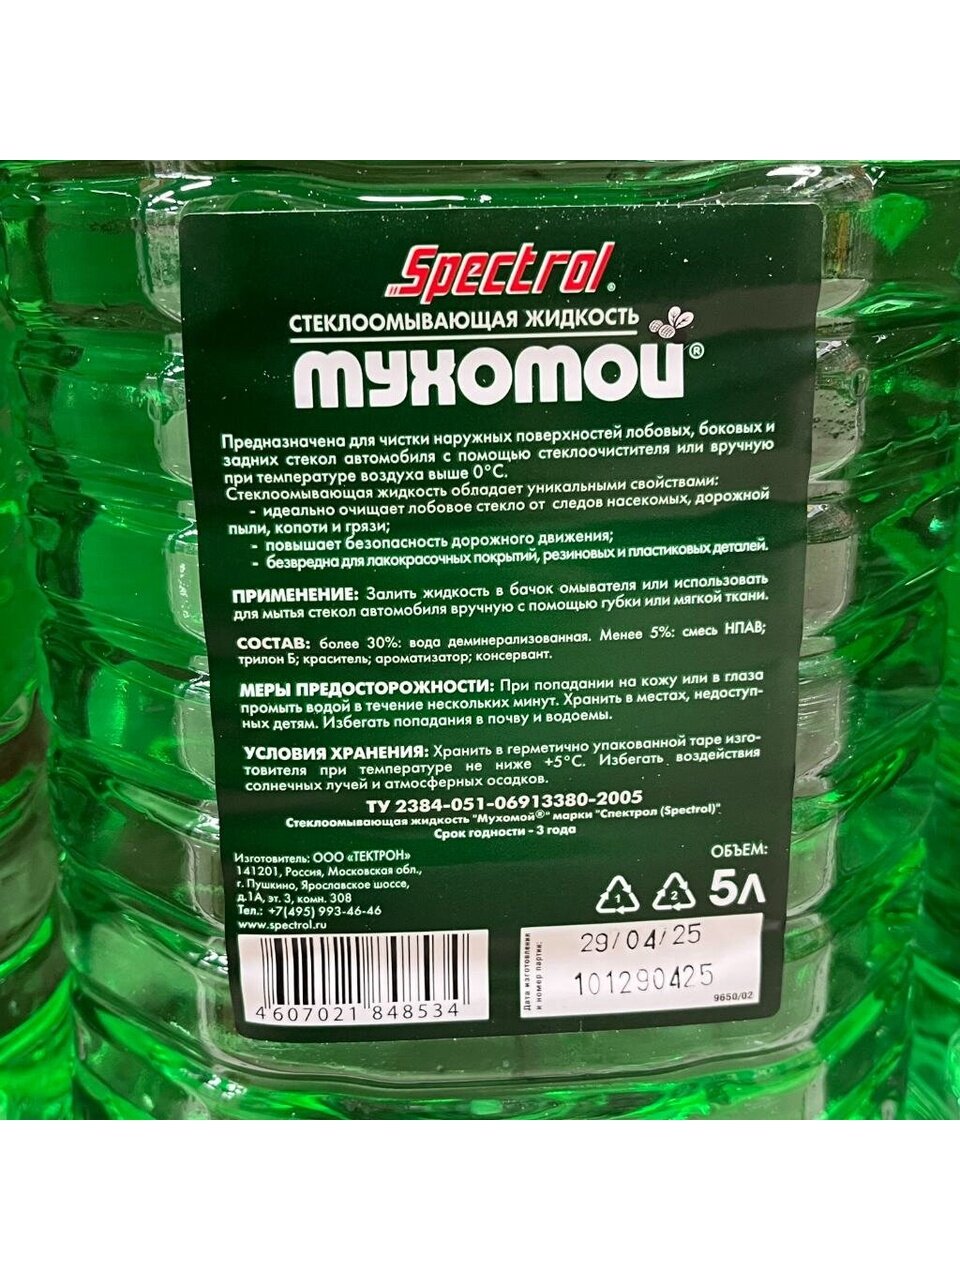 Spectrol®
СТЕКЛООМЫВАЮЩАЯ ЖИДКОСТЬ
мухомой®
Предназначена для чистки наружных поверхностей лобовых, боковых и
задних стекол автомобиля с помощью стеклоочистителя или вручную
при температуре воздуха выше 0°С.
Стеклоомывающая жидкость обладает уникальными свойствами:
- идеально очищает лобовое стекло от следов насекомых, дорожной
пыли, копоти и грязи;
- повышает безопасность дорожного движения;
- безвредна для лакокрасочных покрытий, резиновых и пластиковых деталей.
ПРИМЕНЕНИЕ: Залить жидкость в бачок омывателя или использовать
для мытья стекол автомобиля вручную с помощью губки или мягкой ткани.
СОСТАВ: более 30%: вода деминерализованная. Менее 5%: смесь НПАВ;
трилон Б; краситель; ароматизатор; консервант.
МЕРЫ ПРЕДОСТОРОЖНОСТИ: При попадании на кожу или в глаза
промыть водой в течение нескольких минут. Хранить в местах, недоступ-
ных детям. Избегать попадания в почву и водоемы.
УСЛОВИЯ ХРАНЕНИЯ: Хранить в герметично упакованной таре изго-
товителя при температуре не ниже +5°С. Избегать воздействия
солнечных лучей и атмосферных осадков.
ТУ 2384-051-06913380-2005
Стеклоомывающая жидкость "Мухомой®" марки "Спектрол (Spectrol)".
Срок годности - 3 года
Изготовитель: ООО «ТЕКТРОН»
141201, Россия, Московская обл.,
г. Пушкино, Ярославское шоссе,
д.1А, эт. 3, комн. 308
Тел.: +7(495) 993-46-46
www.spectrol.ru
ОБЪЕМ:
1
2
5л
4 607021 848534
Дата изготовления
и номер партии:
29/04/25
101290425
9650/02